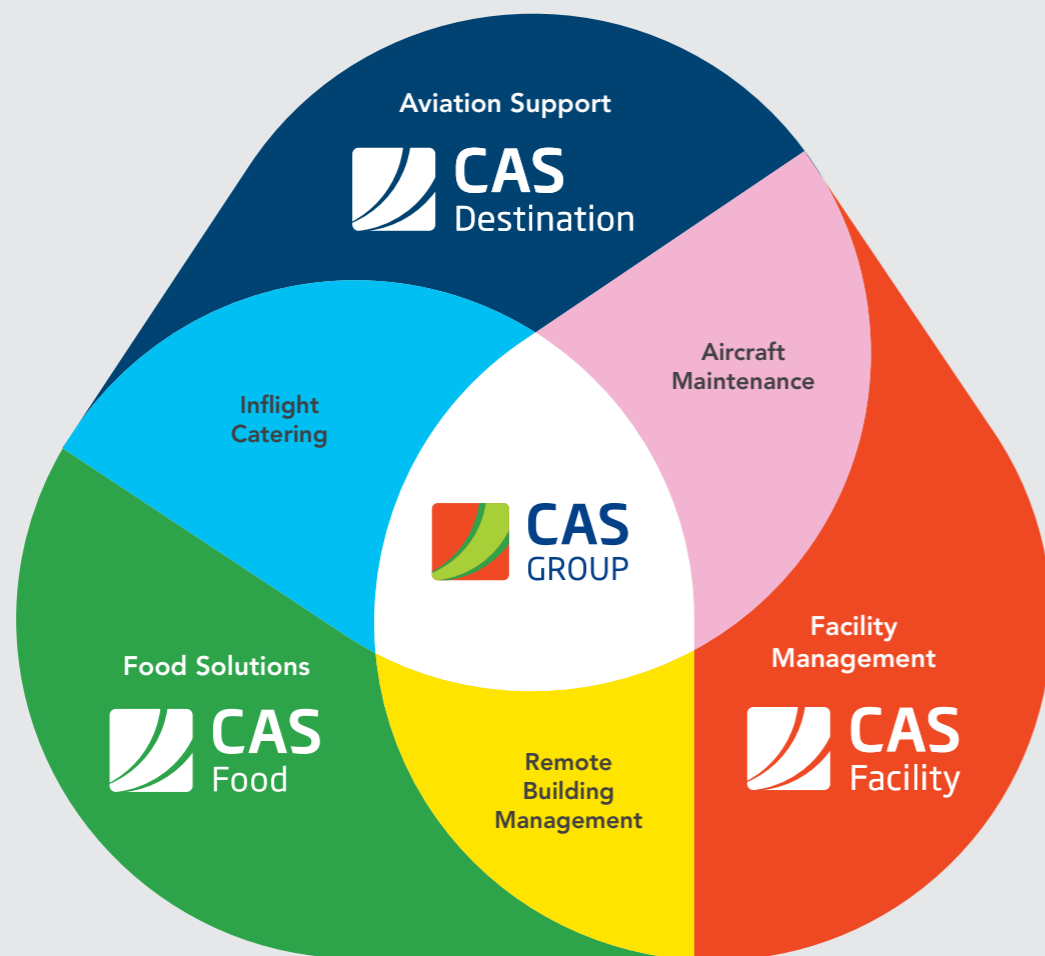 Aviation Support
CAS
Destination
Aircraft
Maintenance
Inflight
Catering
CAS
GROUP
Facility
Management
CAS
Facility
Food Solutions
CAS
Food
Remote
Building
Management